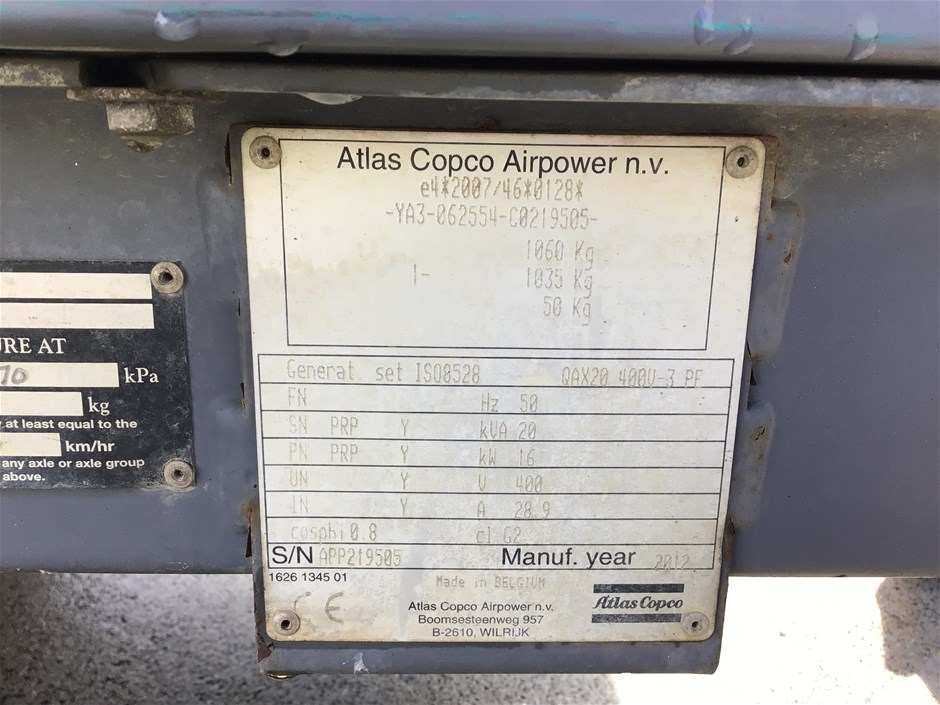 Atlas Copco Airpower n.v.
e4*2007/46*0128*
-YA3-062554-C0219505-
1060 Kg
1- 1035 Kg
50 Kg
Generat. set ISO8528 QAX20 400V-3 PF
FN Hz 50
SN PRP Y kVA 20
PN PRP Y kW 16
UN Y V 400
IN Y A 28.9
cosphi 0.8 cl.G2
S/N APP219505 Manuf. year 2012
1626 1345 01
Made in BELGIUM
CE
Atlas Copco Airpower n.v.
Boomsesteenweg 957
B-2610, WILRIJK
Atlas Copco
URE AT
kPa
kg
at least equal to the
km/hr
any axle or axle group
above.